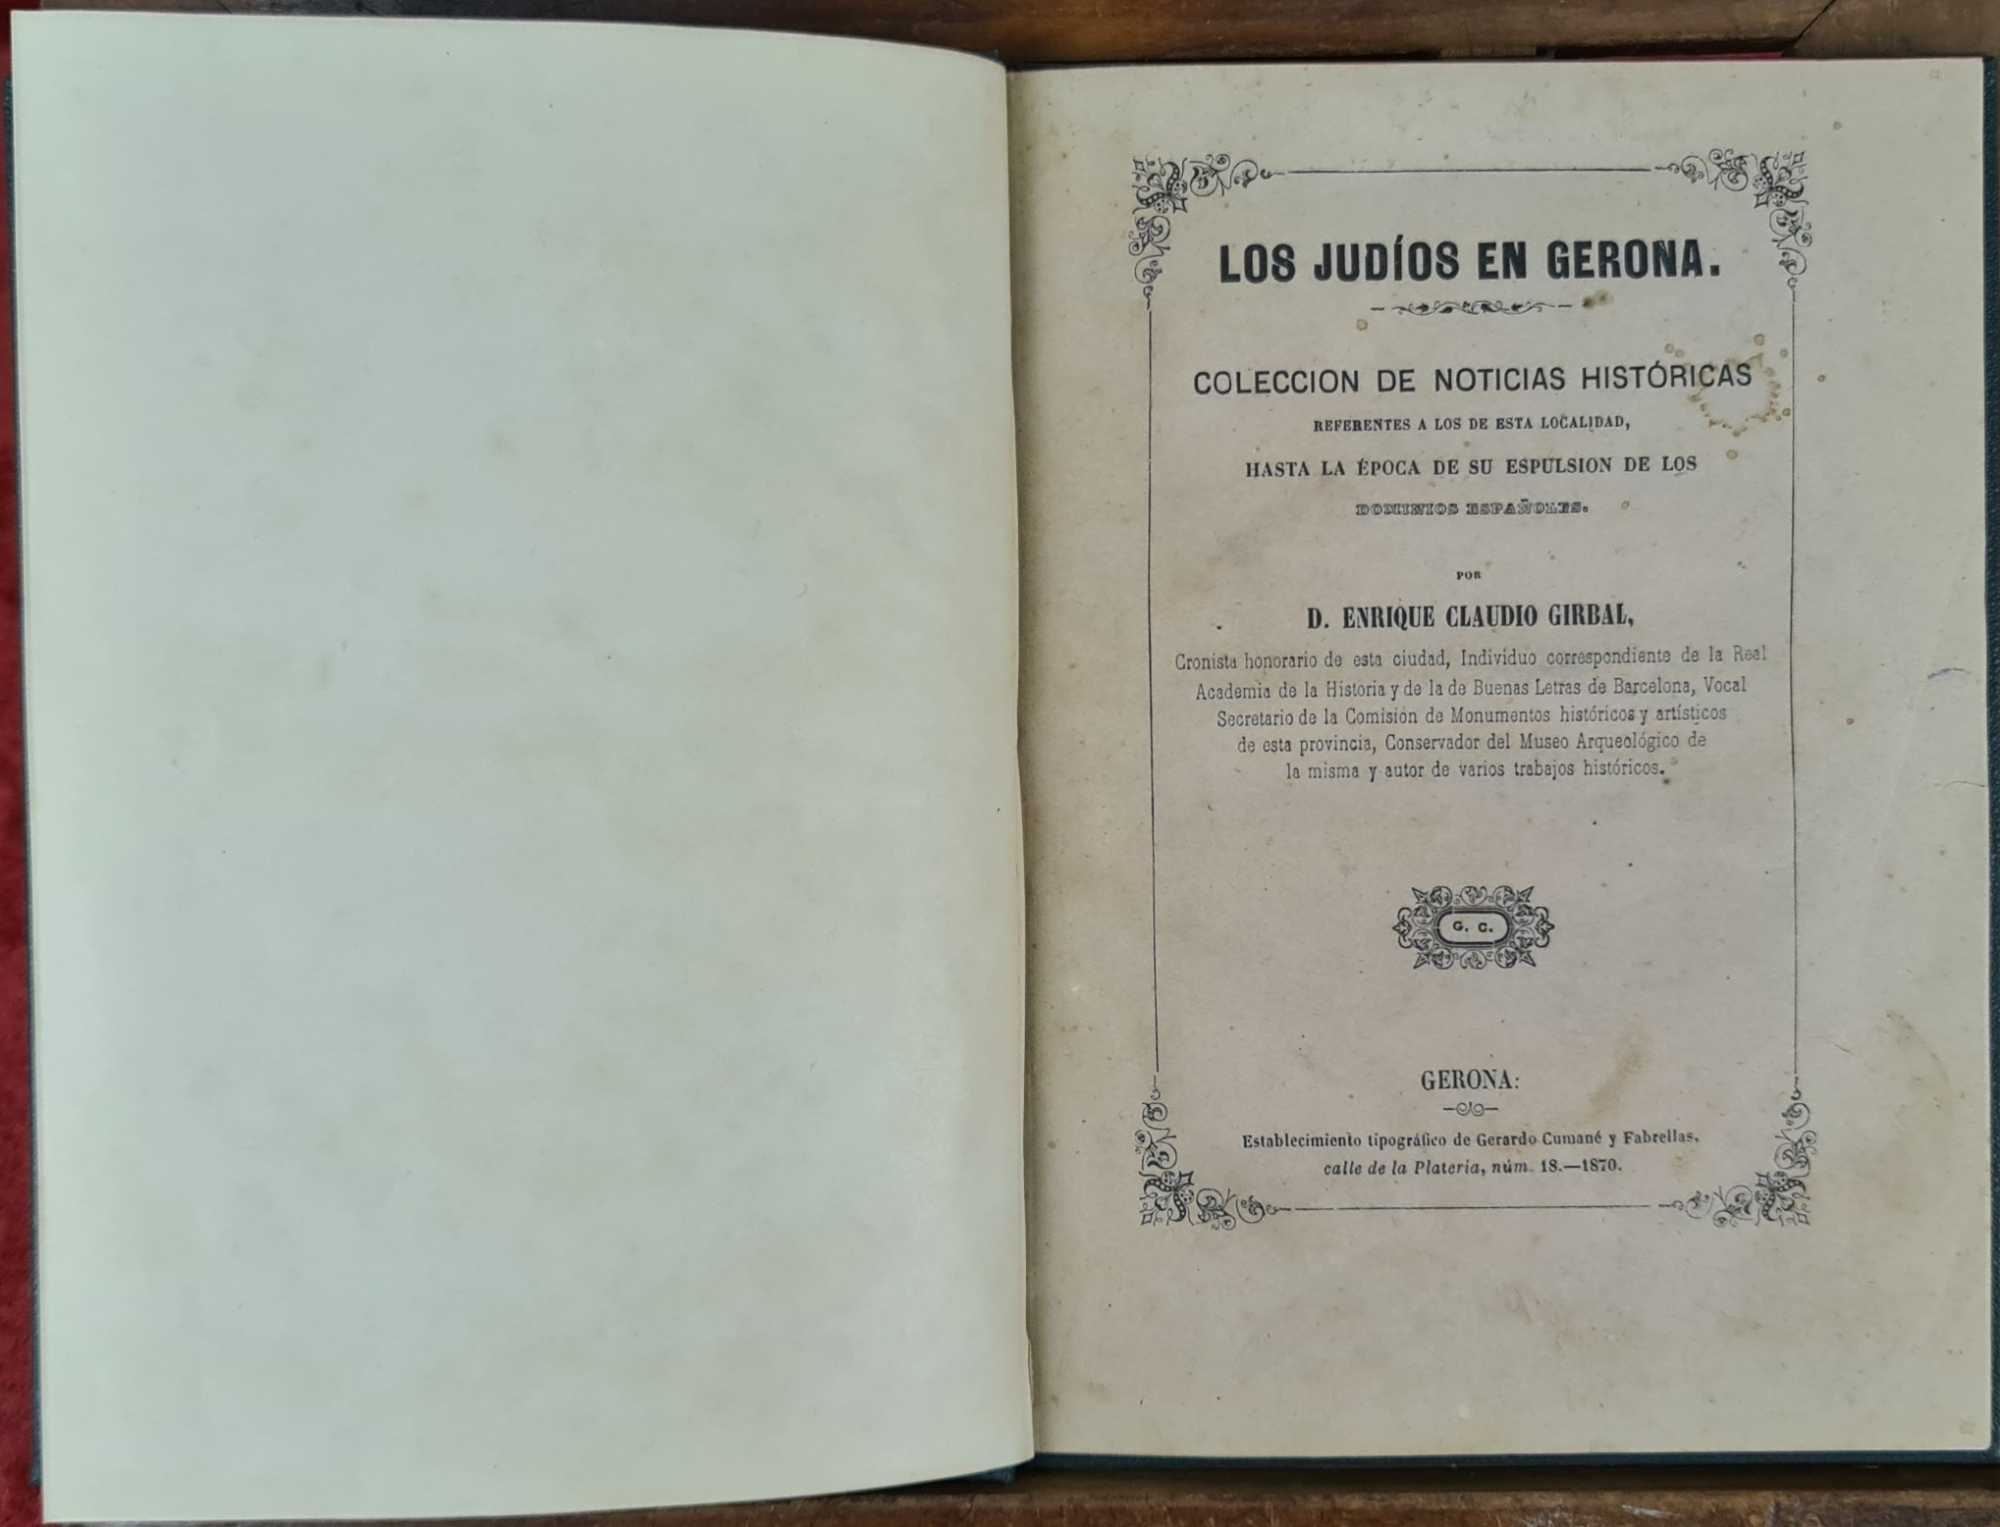 LOS JUDÍOS EN GERONA.
COLECCION DE NOTICIAS HISTÓRICAS
REFERENTES A LOS DE ESTA LOCALIDAD,
HASTA LA ÉPOCA DE SU ESPULSION DE LOS
DOMINIOS ESPAÑOLES.
POR
D. ENRIQUE CLAUDIO GIRBAL,
Cronista honorario de esta ciudad, Individuo correspondiente de la Real
Academia de la Historia y de la de Buenas Letras de Barcelona, Vocal
Secretario de la Comision de Monumentos históricos y artísticos
de esta provincia, Conservador del Museo Arqueológico de
la misma y autor de varios trabajos históricos.
G. C.
GERONA:
Establecimiento tipográfico de Gerardo Cumané y Fabrellas,
calle de la Plateria, núm. 18.—1870.